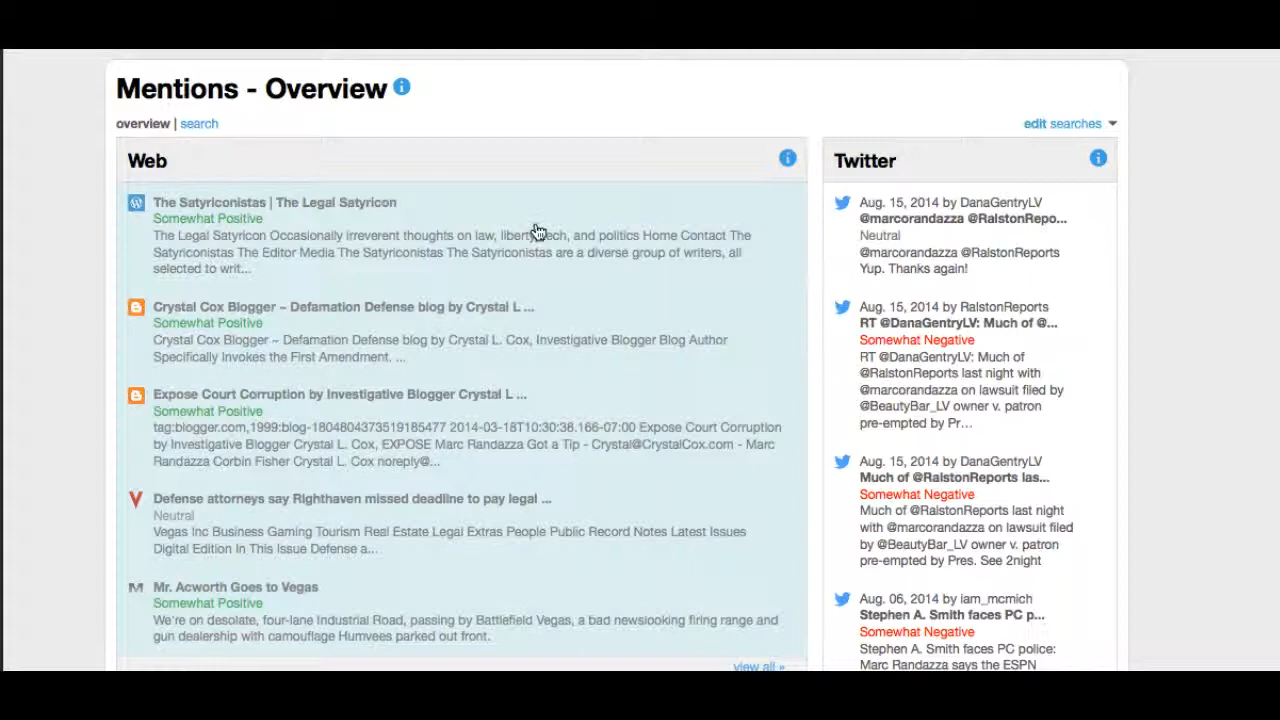 Mentions - Overview
overview | search
edit searches
Web
The Satyriconistas | The Legal Satyricon
Somewhat Positive
The Legal Satyricon Occasionally irreverent thoughts on law, liberty tech, and politics Home Contact The
Satyriconistas The Editor Media The Satyriconistas The Satyriconistas are a diverse group of writers, all
selected to writ...
Crystal Cox Blogger ~ Defamation Defense blog by Crystal L ...
Somewhat Positive
Crystal Cox Blogger ~ Defamation Defense blog by Crystal L. Cox, Investigative Blogger Blog Author
Specifically Invokes the First Amendment. ...
Expose Court Corruption by Investigative Blogger Crystal L ...
Somewhat Positive
tag:blogger.com,1999:blog-1804804373519185477 2014-03-18T10:30:38.166-07:00 Expose Court Corruption
by Investigative Blogger Crystal L. Cox, EXPOSE Marc Randazza Got a Tip - Crystal@CrystalCox.com - Marc
Randazza Corbin Fisher Crystal L. Cox noreply@...
Defense attorneys say Righthaven missed deadline to pay legal ...
Neutral
Vegas Inc Business Gaming Tourism Real Estate Legal Extras People Public Record Notes Latest Issues
Digital Edition In This Issue Defense a...
Mr. Acworth Goes to Vegas
Somewhat Positive
We're on desolate, four-lane Industrial Road, passing by Battlefield Vegas, a bad newslooking firing range and
gun dealership with camouflage Humvees parked out front.
view all »
Twitter
Aug. 15, 2014 by DanaGentryLV
@marcorandazza @RalstonRepo...
Neutral
@marcorandazza @RalstonReports
Yup. Thanks again!
Aug. 15, 2014 by RalstonReports
RT @DanaGentryLV: Much of @...
Somewhat Negative
RT @DanaGentryLV: Much of
@RalstonReports last night with
@marcorandazza on lawsuit filed by
@BeautyBar_LV owner v. patron
pre-empted by Pr...
Aug. 15, 2014 by DanaGentryLV
Much of @RalstonReports las...
Somewhat Negative
Much of @RalstonReports last night
with @marcorandazza on lawsuit filed
by @BeautyBar_LV owner v. patron
pre-empted by Pres. See 2night
Aug. 06, 2014 by iam_mcmich
Stephen A. Smith faces PC p...
Somewhat Negative
Stephen A. Smith faces PC police:
Marc Randazza says the ESPN